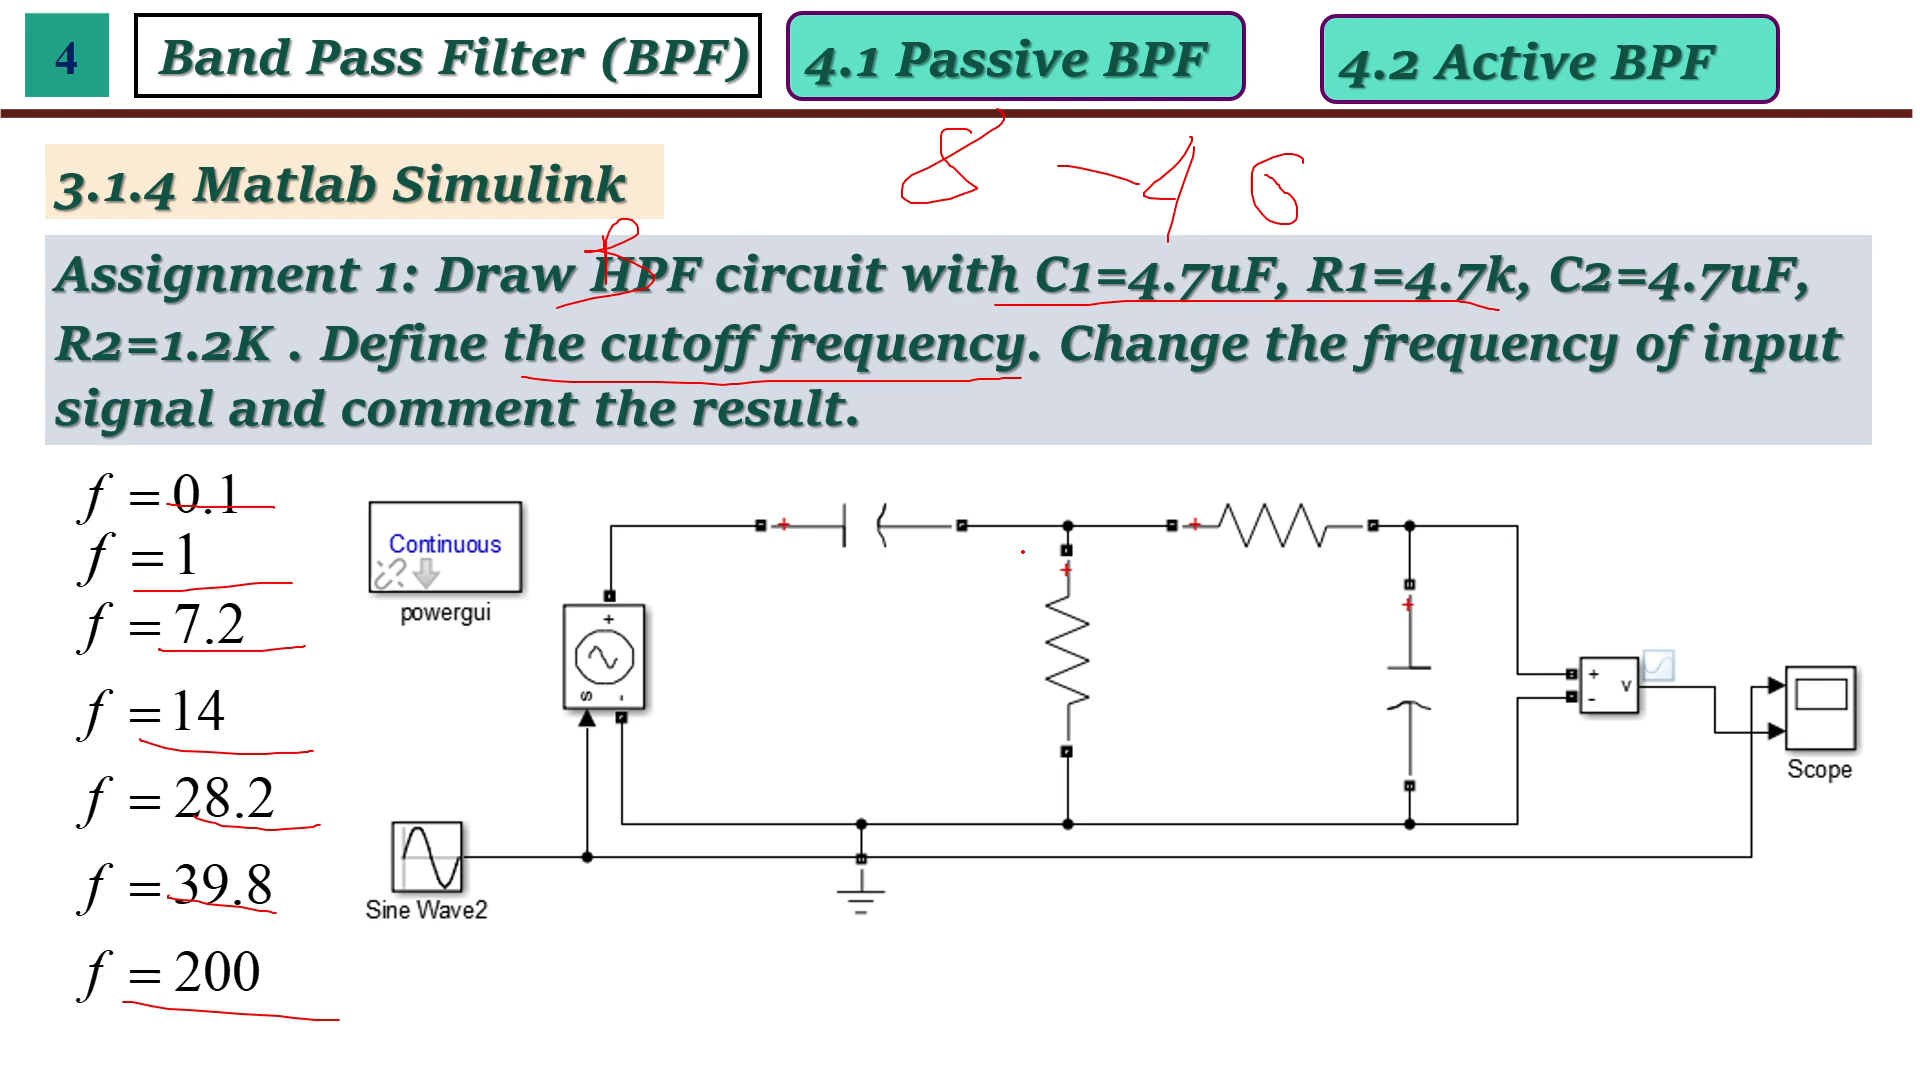 4
Band Pass Filter (BPF)
4.1 Passive BPF
4.2 Active BPF
3.1.4 Matlab Simulink
8 - 46
B
Assignment 1: Draw HPF circuit with C1=4.7uF, R1=4.7k, C2=4.7uF,
R2=1.2K . Define the cutoff frequency. Change the frequency of input
signal and comment the result.
f = 0.1
f = 1
f = 7.2
f = 14
f = 28.2
f = 39.8
f = 200
Continuous
powergui
+
s -
+
+
+
+
+ v
-
Scope
Sine Wave2